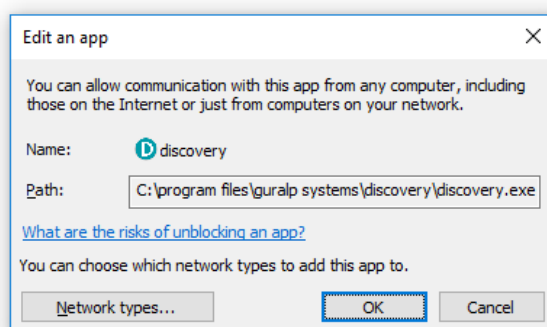 Edit an app
You can allow communication with this app from any computer, including
those on the Internet or just from computers on your network.
Name: D discovery
Path: C:\program files\guralp systems\discovery\discovery.exe
What are the risks of unblocking an app?
You can choose which network types to add this app to.
Network types... OK Cancel